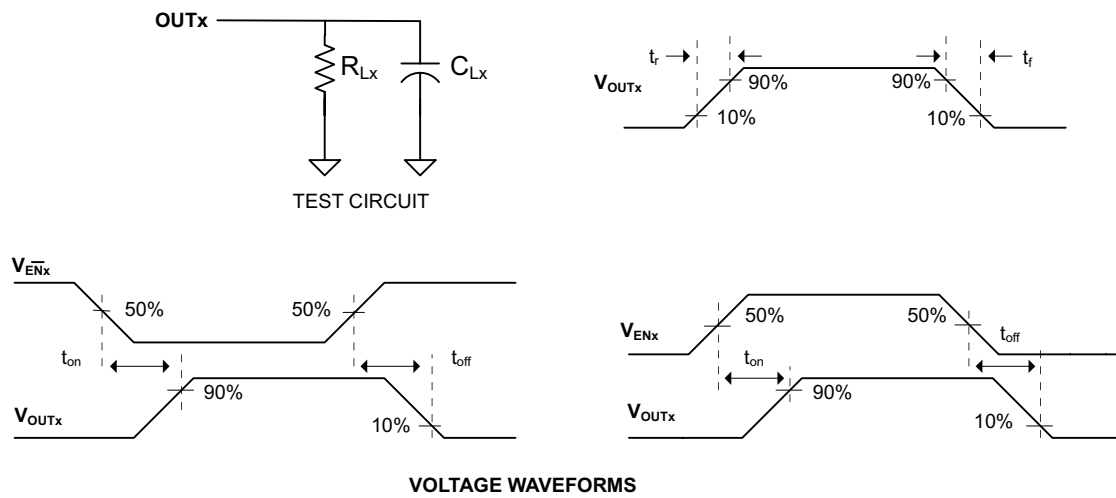 OUTx
RLx
CLx
TEST CIRCUIT
tr
tf
VOUTx
90%
90%
10%
10%
VEN̅x
50%
50%
ton
toff
90%
VOUTx
10%
50%
50%
VENx
toff
ton
90%
VOUTx
10%
VOLTAGE WAVEFORMS